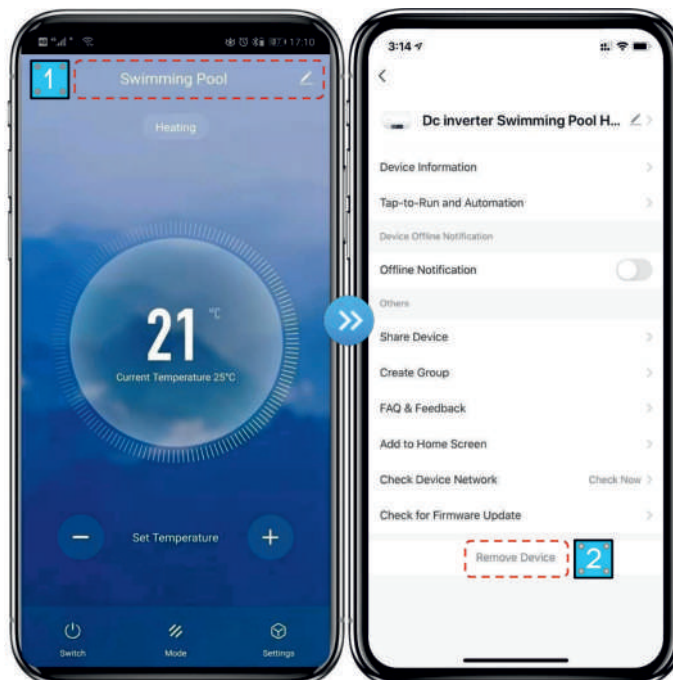 17:10
1
Swimming Pool
Heating
21 °C
Current Temperature 25°C
Set Temperature
Switch
Mode
Settings
3:14
Dc inverter Swimming Pool H...
Device Information
Tap-to-Run and Automation
Device Offline Notification
Offline Notification
Others
Share Device
Create Group
FAQ & Feedback
Add to Home Screen
Check Device Network Check Now
Check for Firmware Update
Remove Device
2